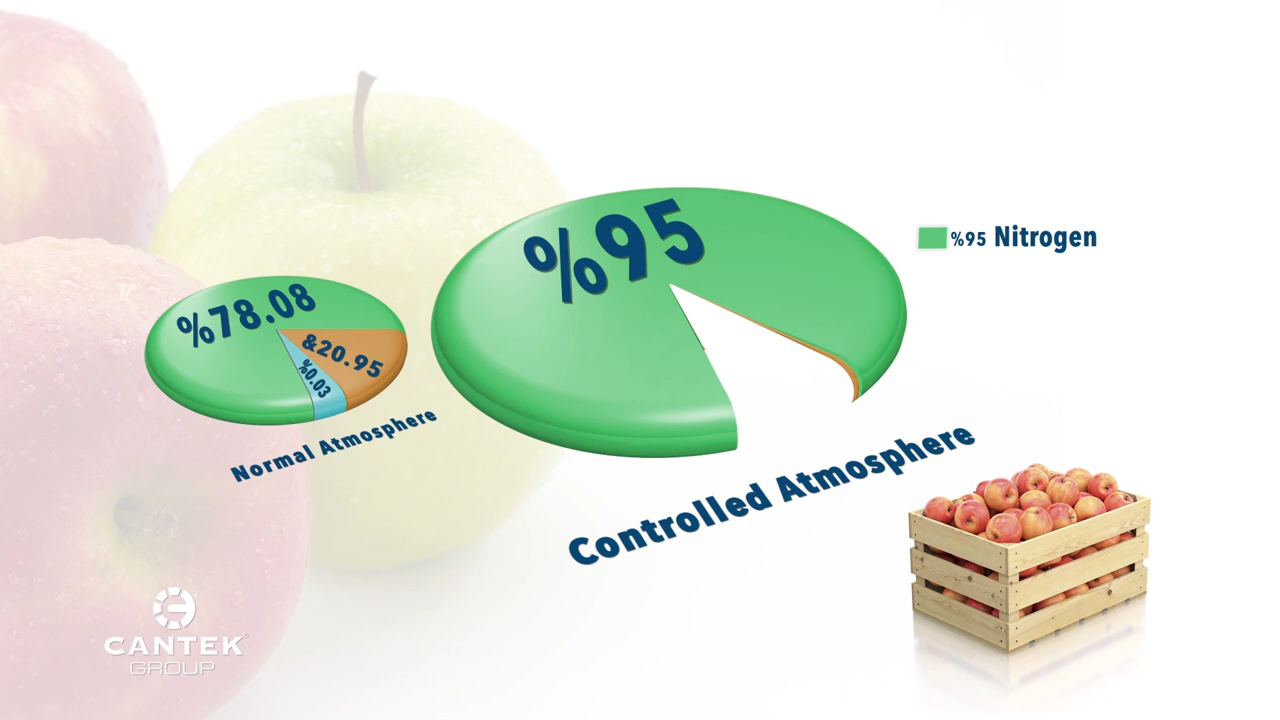 %78.08
&20.95
%0.03
Normal Atmosphere
%95
Controlled Atmosphere
%95 Nitrogen
CANTEK
GROUP